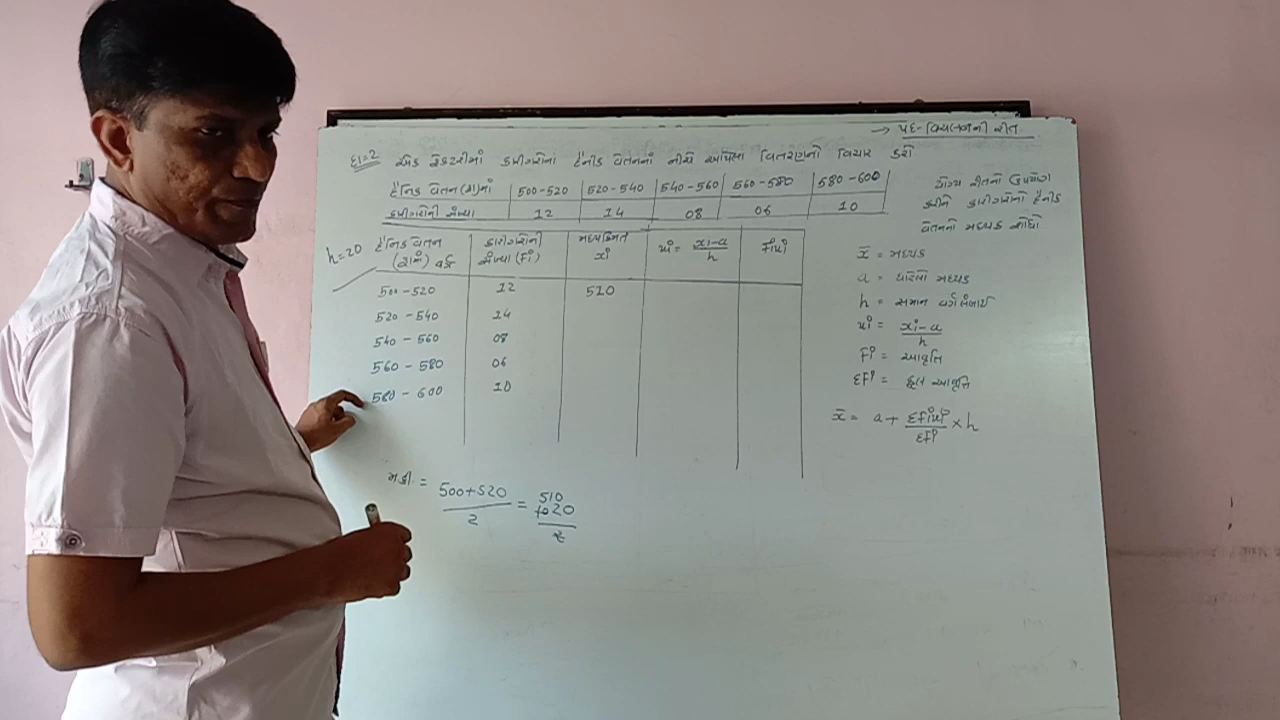 → પદ-વિચલનની રીત
દા=2 એક ફેક્ટરીમાં કારીગરોનાં દૈનિક વેતનનાં નીચે આપેલા વિતરણનો વિચાર કરો
દૈનિક વેતન (રૂ)માં 500-520 520-540 540-560 560-580 580-600
કારીગરોની સંખ્યા 12 14 08 06 10
યોગ્ય રીતનો ઉપયોગ
કરીને કારીગરોનો દૈનીક
વેતનનો મધ્યક શોધો
h=20
દૈનિક વેતન (રૂામાં) વર્ગ કારીગરોની સંખ્યા (fi) મધ્યકિંમત xi ui = xi-a/h fiui
500-520 12 510
520-540 14
540-560 08
560-580 06
580-600 10
x̄ = મધ્યક
a = ધારેલો મધ્યક
h = સમાન વર્ગલંબાઈ
ui = xi-a/h
Fi = આવૃત્તિ
ΣFi = કુલ આવૃત્તિ
x̄ = a + Σfiui/Σfi × h
મ.કી. = 500+520/2 = 510 1020/2